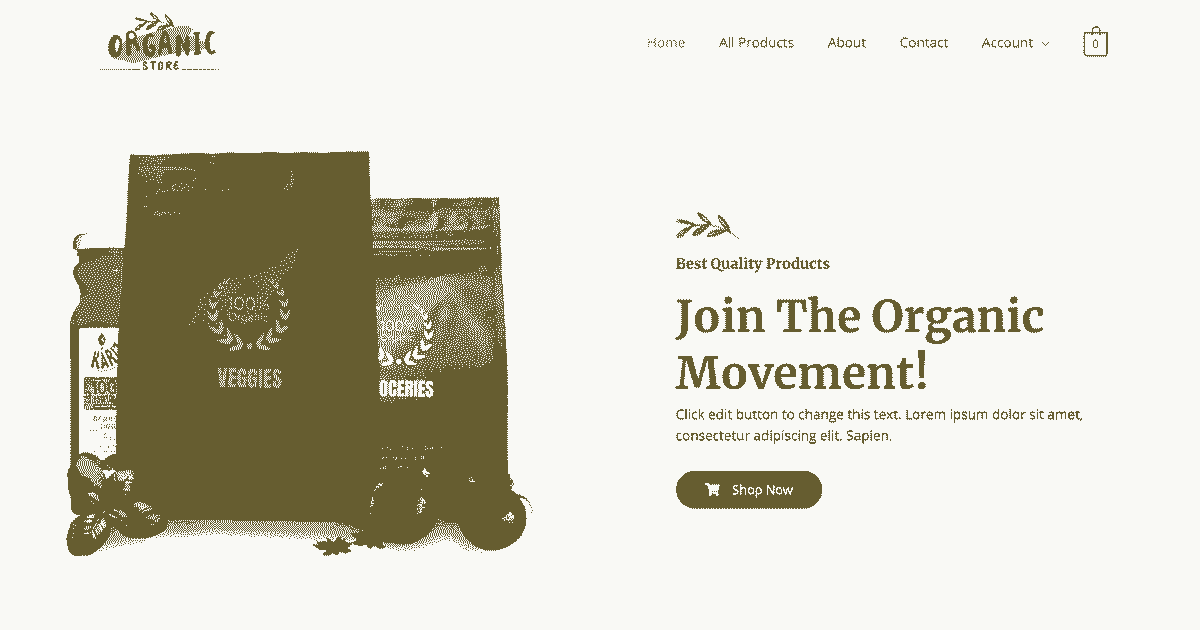 ORGANIC
STORE
Home
All Products
About
Contact
Account
0
100%
Organic
VEGGIES
OCERIES
Best Quality Products
Join The Organic
Movement!
Click edit button to change this text. Lorem ipsum dolor sit amet,
consectetur adipiscing elit. Sapien.
Shop Now